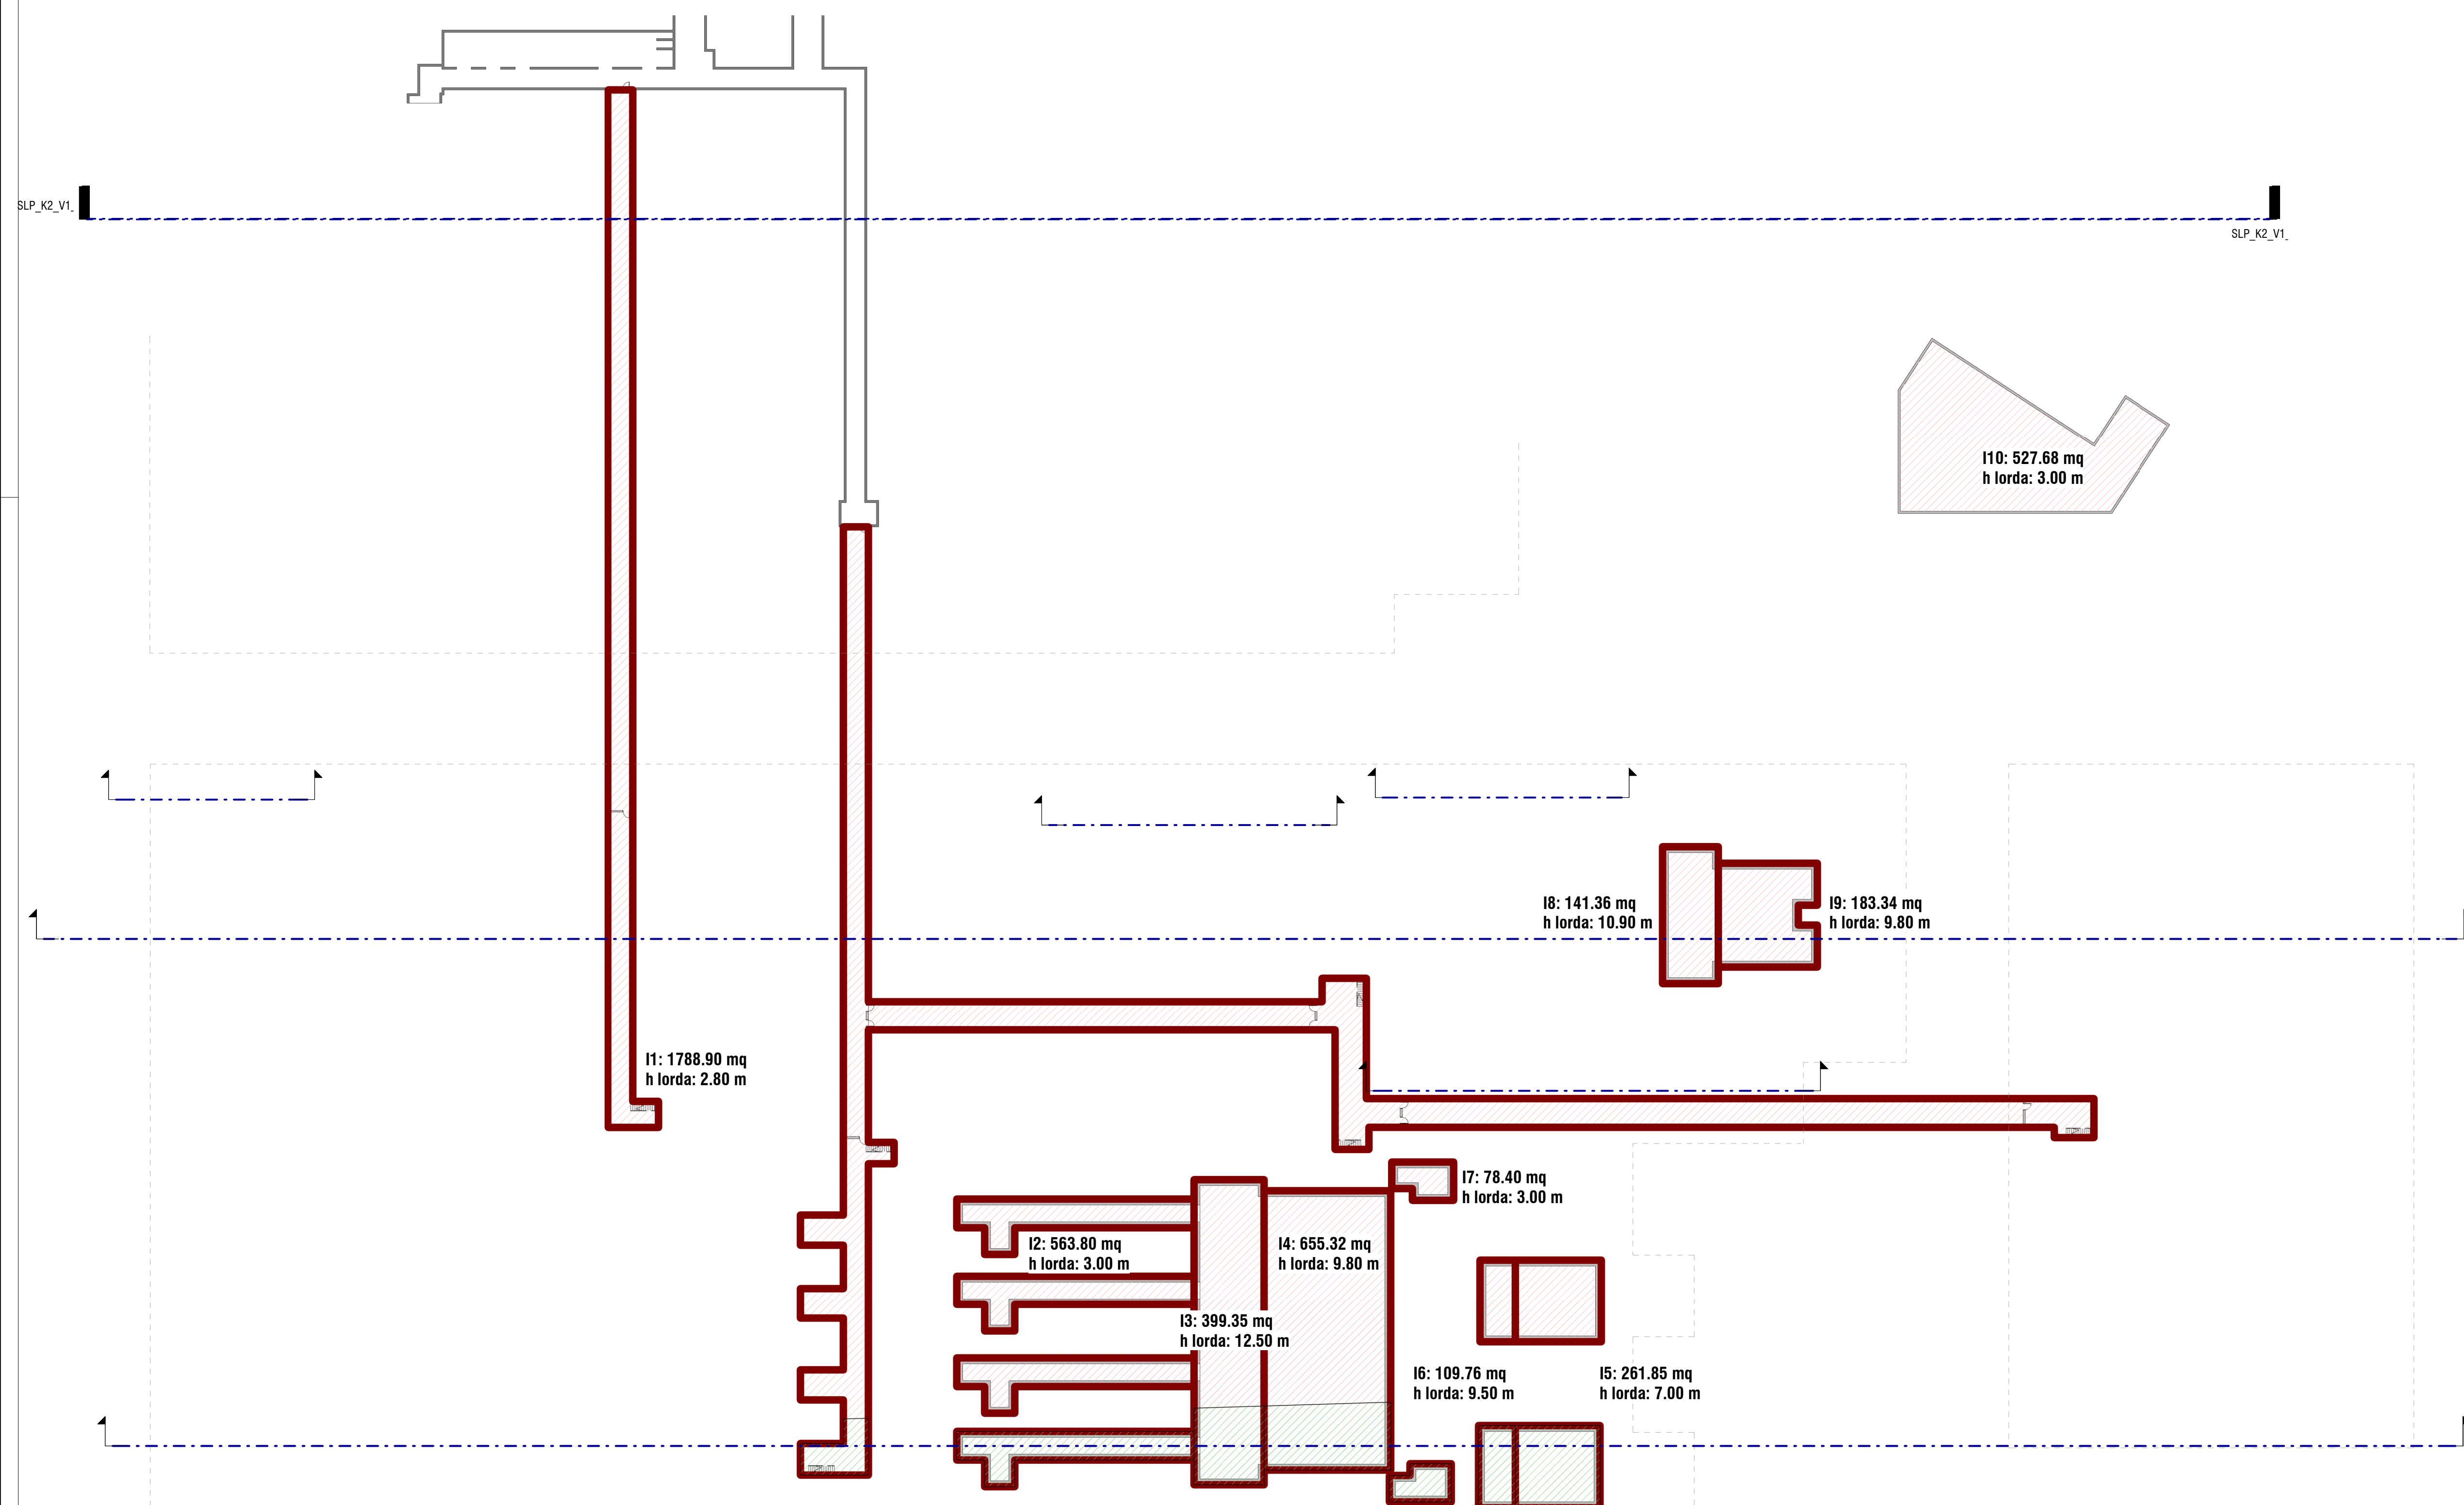 SLP_K2_V1_
SLP_K2_V1_
I10: 527.68 mq
h lorda: 3.00 m
I8: 141.36 mq
h lorda: 10.90 m
I9: 183.34 mq
h lorda: 9.80 m
I1: 1788.90 mq
h lorda: 2.80 m
I7: 78.40 mq
h lorda: 3.00 m
I2: 563.80 mq
h lorda: 3.00 m
I4: 655.32 mq
h lorda: 9.80 m
I3: 399.35 mq
h lorda: 12.50 m
I6: 109.76 mq
h lorda: 9.50 m
I5: 261.85 mq
h lorda: 7.00 m